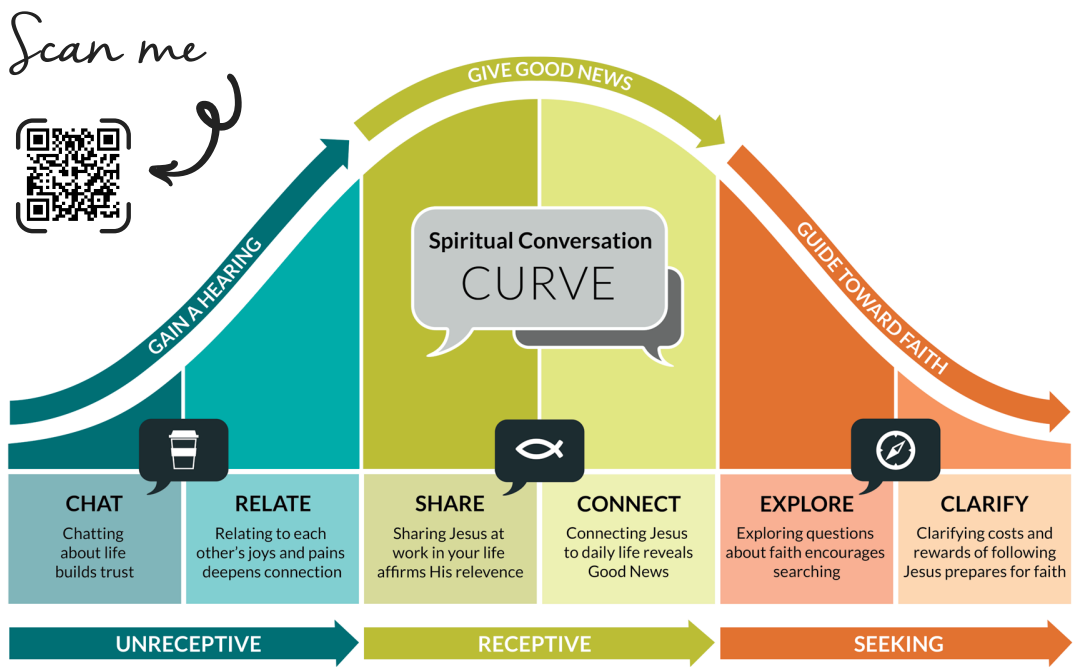 Scan me
GIVE GOOD NEWS
GAIN A HEARING
GUIDE TOWARD FAITH
Spiritual Conversation
CURVE
CHAT
Chatting
about life
builds trust
RELATE
Relating to each
other's joys and pains
deepens connection
SHARE
Sharing Jesus at
work in your life
affirms His relevence
CONNECT
Connecting Jesus
to daily life reveals
Good News
EXPLORE
Exploring questions
about faith encourages
searching
CLARIFY
Clarifying costs and
rewards of following
Jesus prepares for faith
UNRECEPTIVE
RECEPTIVE
SEEKING